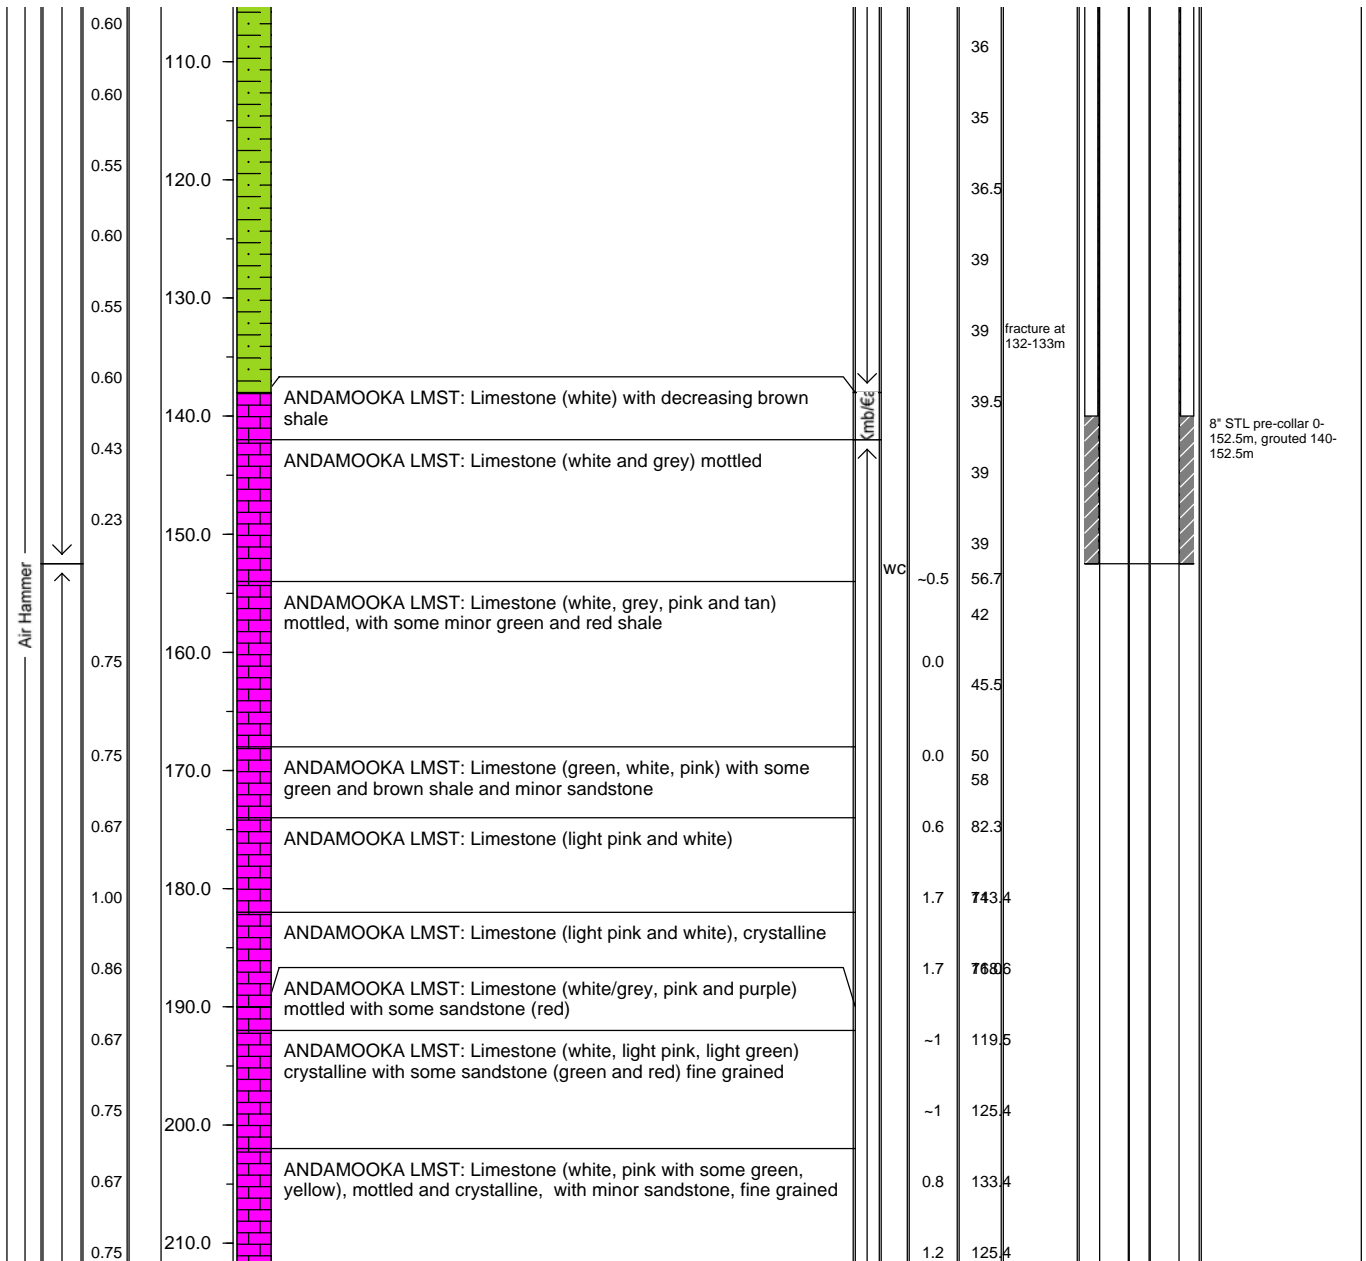 0.60
36
110.0
0.60
35
0.55
120.0
36.5
0.60
39
130.0
0.55
39
fracture at
132-133m
0.60
39.5
ANDAMOOKA LMST: Limestone (white) with decreasing brown
shale
140.0
8" STL pre-collar 0-
152.5m, grouted 140-
152.5m
0.43
ANDAMOOKA LMST: Limestone (white and grey) mottled
39
0.23
150.0
39
Air Hammer
wc
~0.5
56.7
ANDAMOOKA LMST: Limestone (white, grey, pink and tan)
mottled, with some minor green and red shale
42
160.0
0.75
0.0
45.5
0.75
0.0
50
170.0
ANDAMOOKA LMST: Limestone (green, white, pink) with some
green and brown shale and minor sandstone
58
0.67
0.6
82.3
ANDAMOOKA LMST: Limestone (light pink and white)
180.0
1.00
1.7
ANDAMOOKA LMST: Limestone (light pink and white), crystalline
0.86
1.7
ANDAMOOKA LMST: Limestone (white/grey, pink and purple)
mottled with some sandstone (red)
190.0
0.67
~1
119.5
ANDAMOOKA LMST: Limestone (white, light pink, light green)
crystalline with some sandstone (green and red) fine grained
0.75
~1
125.4
200.0
ANDAMOOKA LMST: Limestone (white, pink with some green,
yellow), mottled and crystalline, with minor sandstone, fine grained
0.67
0.8
133.4
210.0
0.75
1.2
125.4